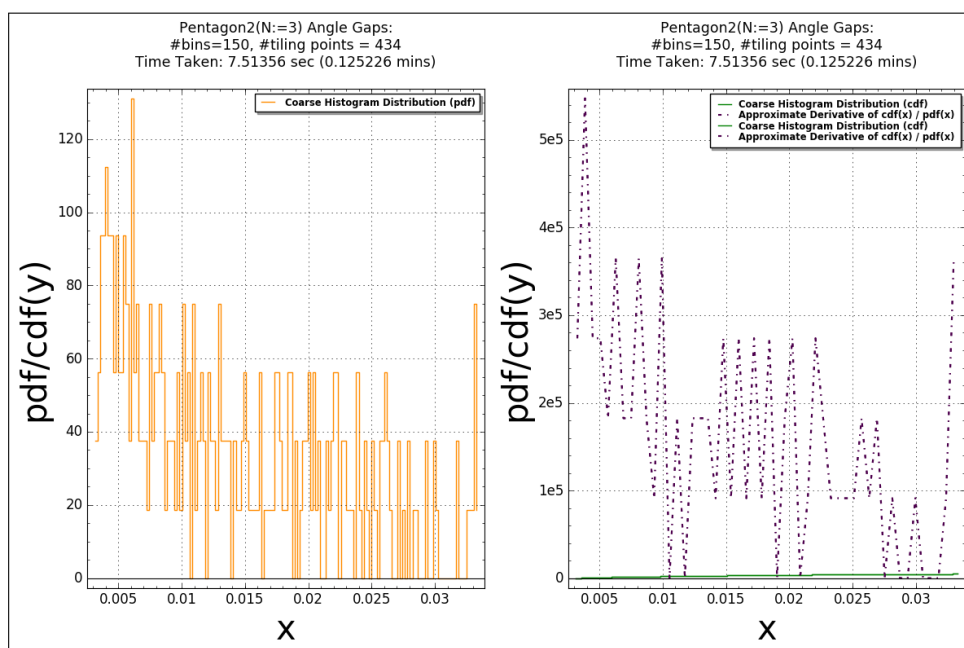 Pentagon2(N:=3) Angle Gaps:
#bins=150, #tiling points = 434
Time Taken: 7.51356 sec (0.125226 mins)
Coarse Histogram Distribution (pdf)
120
100
80
60
40
20
0
0.005
0.01
0.015
0.02
0.025
0.03
pdf/cdf(y)
x
Pentagon2(N:=3) Angle Gaps:
#bins=150, #tiling points = 434
Time Taken: 7.51356 sec (0.125226 mins)
Coarse Histogram Distribution (cdf)
Approximate Derivative of cdf(x) / pdf(x)
Coarse Histogram Distribution (cdf)
Approximate Derivative of cdf(x) / pdf(x)
5e5
4e5
3e5
2e5
1e5
0
0.005
0.01
0.015
0.02
0.025
0.03
pdf/cdf(y)
x